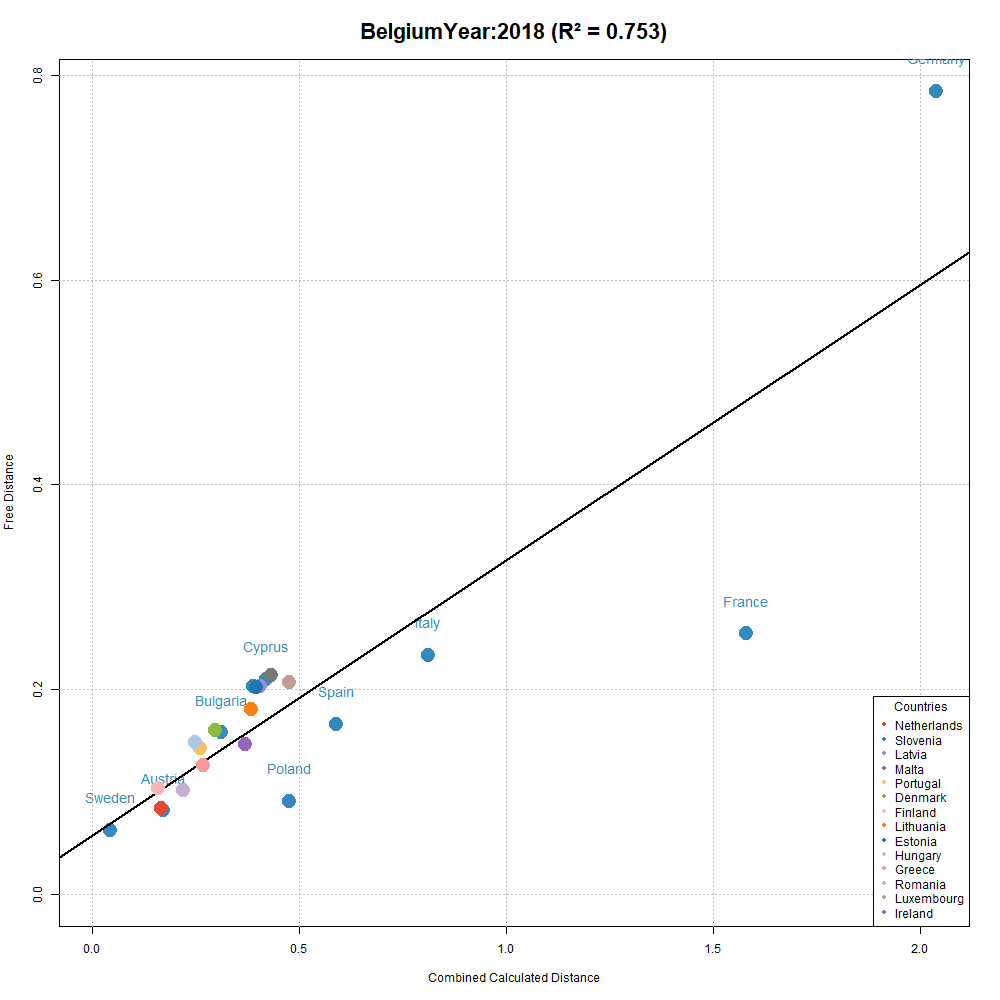 BelgiumYear:2018 (R² = 0.753)
Germany
0.8
0.6
Free Distance
0.4
France
Italy
Cyprus
0.2
Bulgaria
Spain
Poland
Austria
Sweden
0.0
Countries
Netherlands
Slovenia
Latvia
Malta
Portugal
Denmark
Finland
Lithuania
Estonia
Hungary
Greece
Romania
Luxembourg
Ireland
0.0 0.5 1.0 1.5 2.0
Combined Calculated Distance